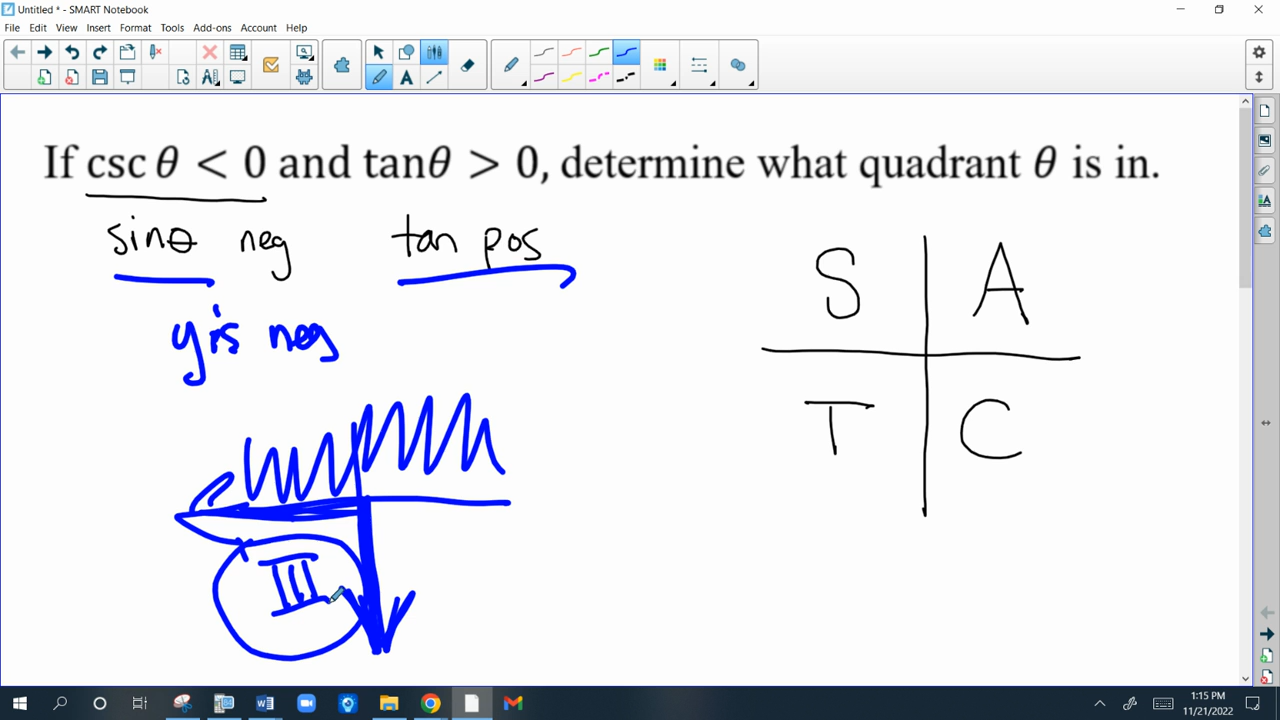 Untitled * - SMART Notebook
File Edit View Insert Format Tools Add-ons Account Help
If csc θ < 0 and tanθ > 0, determine what quadrant θ is in.
sinθ neg tan pos
y is neg
S A
T C
III
1:15 PM
11/21/2022